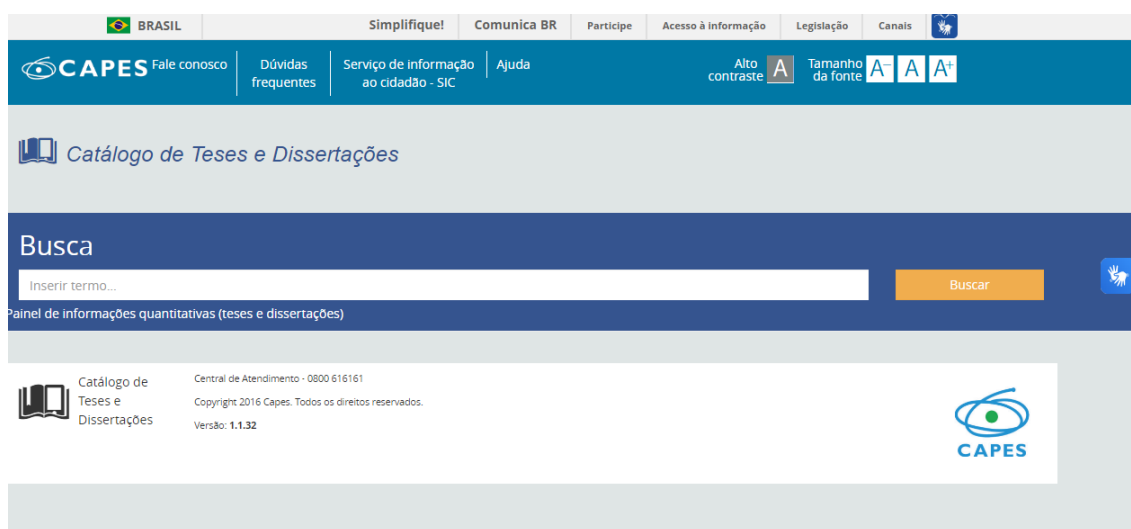 BRASIL Simplifique! Comunica BR Participe Acesso à informação Legislação Canais
CAPES Fale conosco Dúvidas frequentes Serviço de informação ao cidadão - SIC Ajuda Alto contraste A Tamanho da fonte A- A A+
Catálogo de Teses e Dissertações
Busca
Inserir termo... Buscar
Painel de informações quantitativas (teses e dissertações)
Catálogo de
Teses e
Dissertações
Central de Atendimento - 0800 616161
Copyright 2016 Capes. Todos os direitos reservados.
Versão: 1.1.32
CAPES